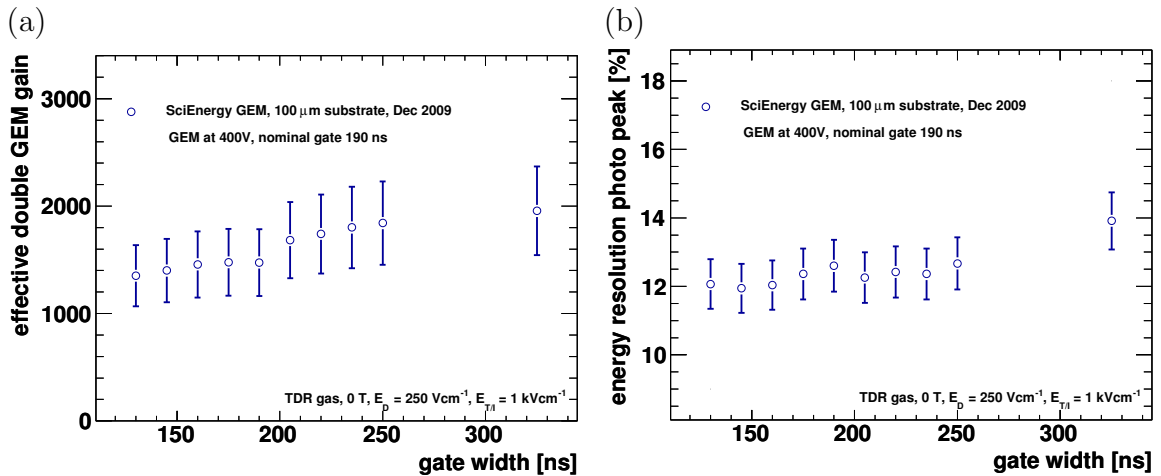 (a)
effective double GEM gain
3000
2000
1000
0
SciEnergy GEM, 100 μm substrate, Dec 2009
GEM at 400V, nominal gate 190 ns
TDR gas, 0 T, E_D = 250 Vcm⁻¹, E_T/I = 1 kVcm⁻¹
150 200 250 300
gate width [ns]
(b)
energy resolution photo peak [%]
18
16
14
12
10
SciEnergy GEM, 100 μm substrate, Dec 2009
GEM at 400V, nominal gate 190 ns
TDR gas, 0 T, E_D = 250 Vcm⁻¹, E_T/I = 1 kVcm⁻¹
150 200 250 300
gate width [ns]